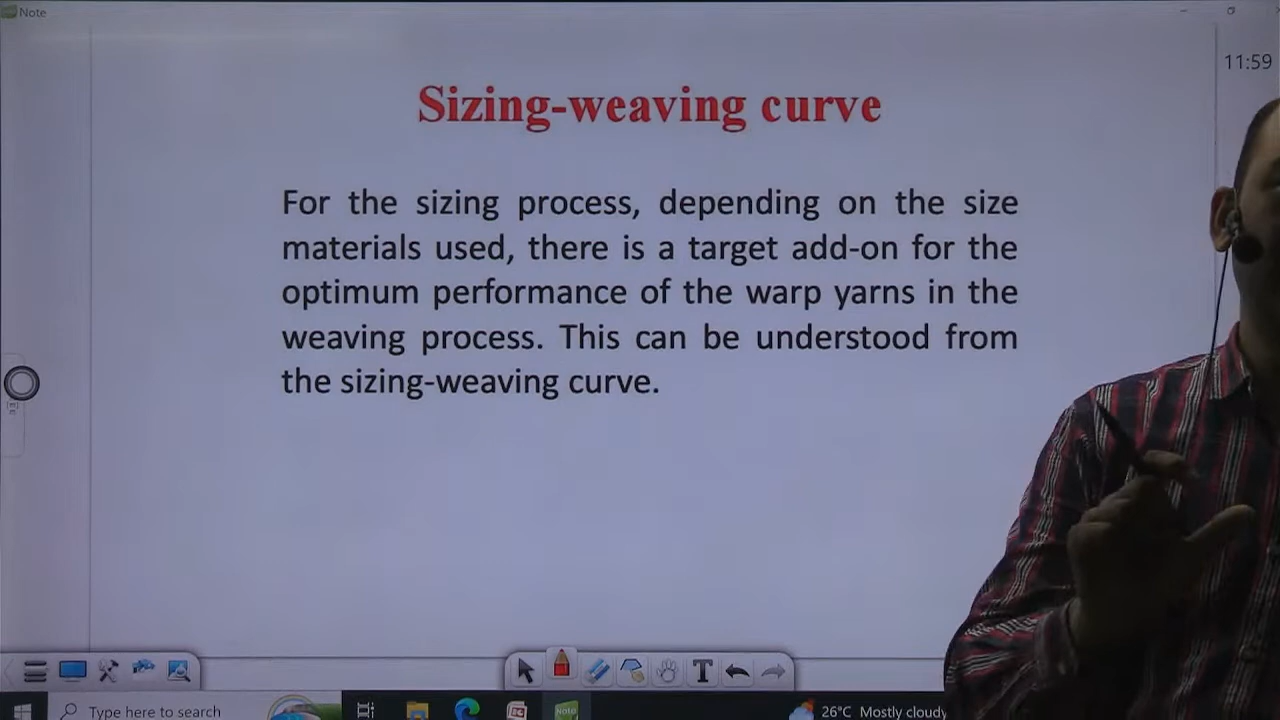 Note
11:59
Sizing-weaving curve
For the sizing process, depending on the size
materials used, there is a target add-on for the
optimum performance of the warp yarns in the
weaving process. This can be understood from
the sizing-weaving curve.
T
Type here to search
Note
26°C Mostly cloudy